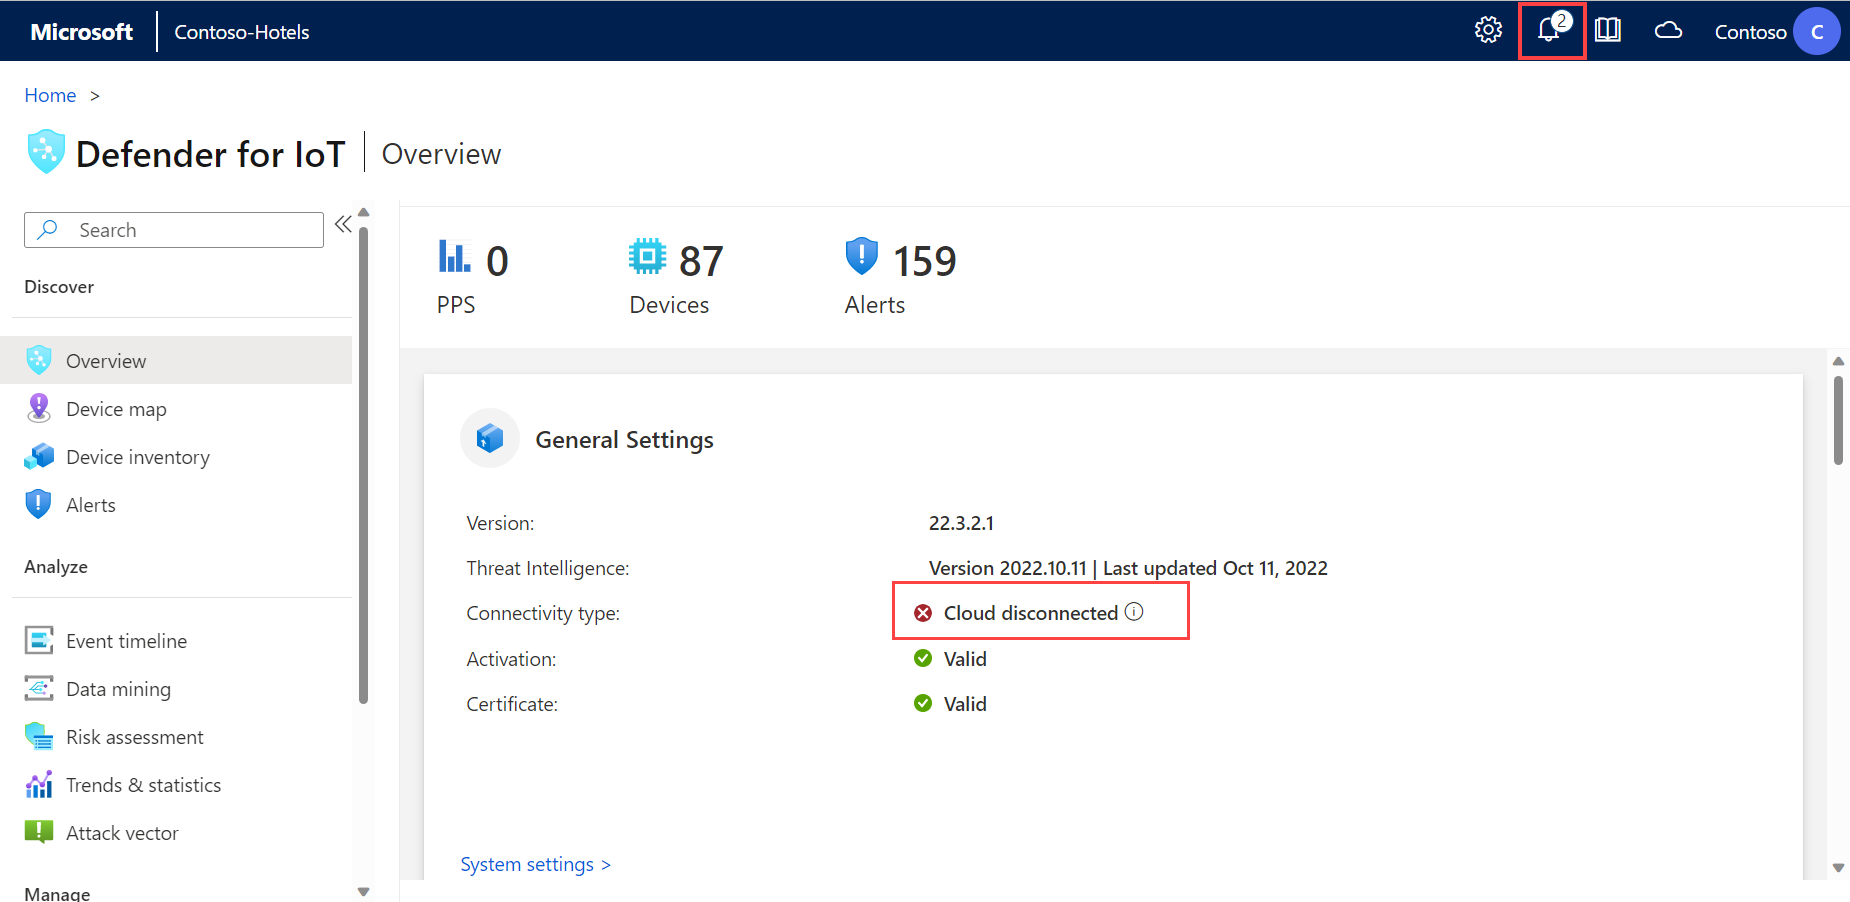 Microsoft Contoso-Hotels 2 Contoso C
Home >
Defender for IoT Overview
Search
Discover
Overview
Device map
Device inventory
Alerts
Analyze
Event timeline
Data mining
Risk assessment
Trends & statistics
Attack vector
Manage
0 PPS
87 Devices
159 Alerts
General Settings
Version: 22.3.2.1
Threat Intelligence: Version 2022.10.11 | Last updated Oct 11, 2022
Connectivity type: Cloud disconnected
Activation: Valid
Certificate: Valid
System settings >